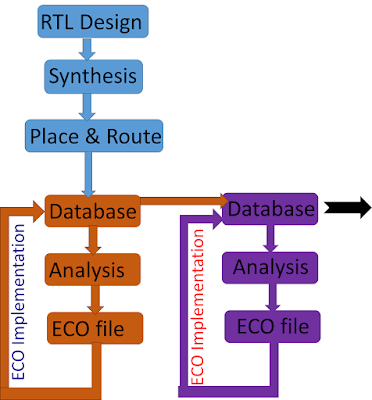 RTL Design
Synthesis
Place & Route
Database
Analysis
ECO file
ECO Implementation
Database
Analysis
ECO file
ECO Implementation